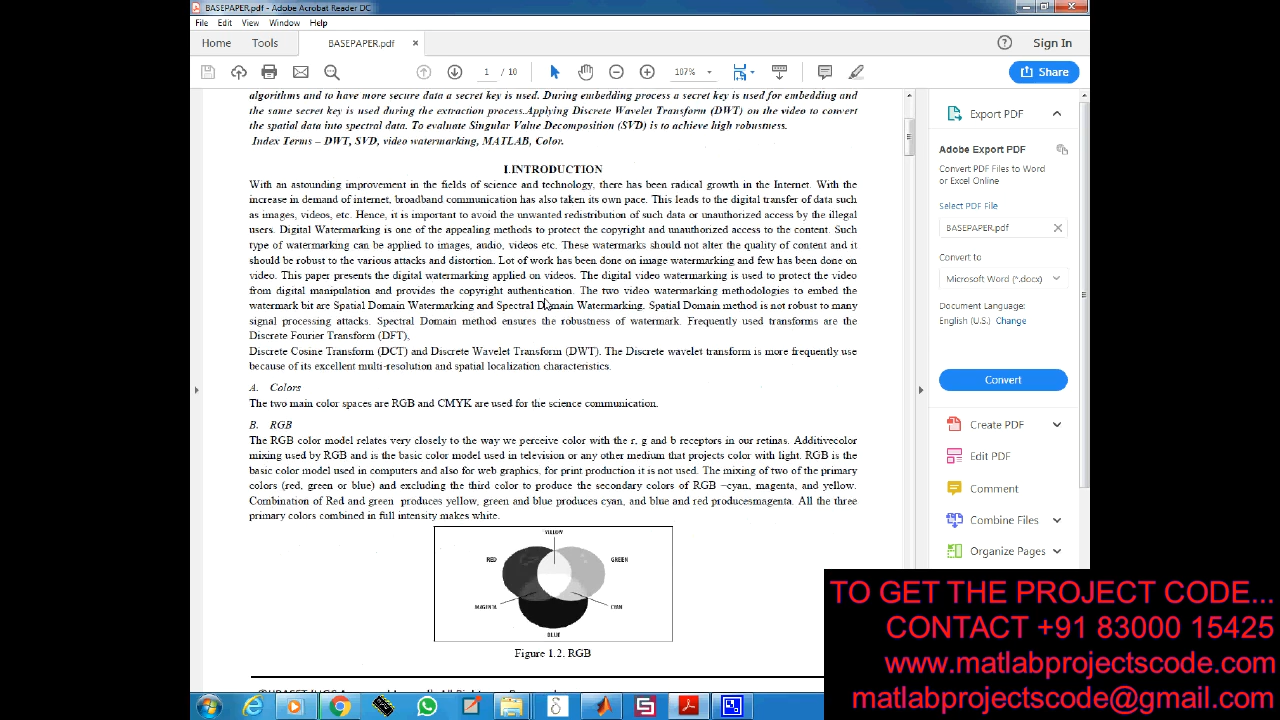 BASEPAPER.pdf - Adobe Acrobat Reader DC
File Edit View Window Help
Home Tools BASEPAPER.pdf × Sign In
1 / 10 107% Share
algorithms and to have more secure data a secret key is used. During embedding process a secret key is used for embedding and
the same secret key is used during the extraction process.Applying Discrete Wavelet Transform (DWT) on the video to convert
the spatial data into spectral data. To evaluate Singular Value Decomposition (SVD) is to achieve high robustness.
Index Terms – DWT, SVD, video watermarking, MATLAB, Color.
I.INTRODUCTION
With an astounding improvement in the fields of science and technology, there has been radical growth in the Internet. With the
increase in demand of internet, broadband communication has also taken its own pace. This leads to the digital transfer of data such
as images, videos, etc. Hence, it is important to avoid the unwanted redistribution of such data or unauthorized access by the illegal
users. Digital Watermarking is one of the appealing methods to protect the copyright and unauthorized access to the content. Such
type of watermarking can be applied to images, audio, videos etc. These watermarks should not alter the quality of content and it
should be robust to the various attacks and distortion. Lot of work has been done on image watermarking and few has been done on
video. This paper presents the digital watermarking applied on videos. The digital video watermarking is used to protect the video
from digital manipulation and provides the copyright authentication. The two video watermarking methodologies to embed the
watermark bit are Spatial Domain Watermarking and Spectral Domain Watermarking. Spatial Domain method is not robust to many
signal processing attacks. Spectral Domain method ensures the robustness of watermark. Frequently used transforms are the
Discrete Fourier Transform (DFT),
Discrete Cosine Transform (DCT) and Discrete Wavelet Transform (DWT). The Discrete wavelet transform is more frequently use
because of its excellent multi-resolution and spatial localization characteristics.
A. Colors
The two main color spaces are RGB and CMYK are used for the science communication.
B. RGB
The RGB color model relates very closely to the way we perceive color with the r, g and b receptors in our retinas. Additivecolor
mixing used by RGB and is the basic color model used in television or any other medium that projects color with light. RGB is the
basic color model used in computers and also for web graphics, for print production it is not used. The mixing of two of the primary
colors (red, green or blue) and excluding the third color to produce the secondary colors of RGB –cyan, magenta, and yellow.
Combination of Red and green produces yellow, green and blue produces cyan, and blue and red producesmagenta. All the three
primary colors combined in full intensity makes white.
YELLOW
RED GREEN
MAGENTA CYAN
BLUE
Figure 1.2. RGB
Export PDF
Adobe Export PDF
Convert PDF Files to Word
or Excel Online
Select PDF File
BASEPAPER.pdf
Convert to
Microsoft Word (*.docx)
Document Language:
English (U.S.) Change
Convert
Create PDF
Edit PDF
Comment
Combine Files
Organize Pages
TO GET THE PROJECT CODE...
CONTACT +91 83000 15425
www.matlabprojectscode.com
matlabprojectscode@gmail.com